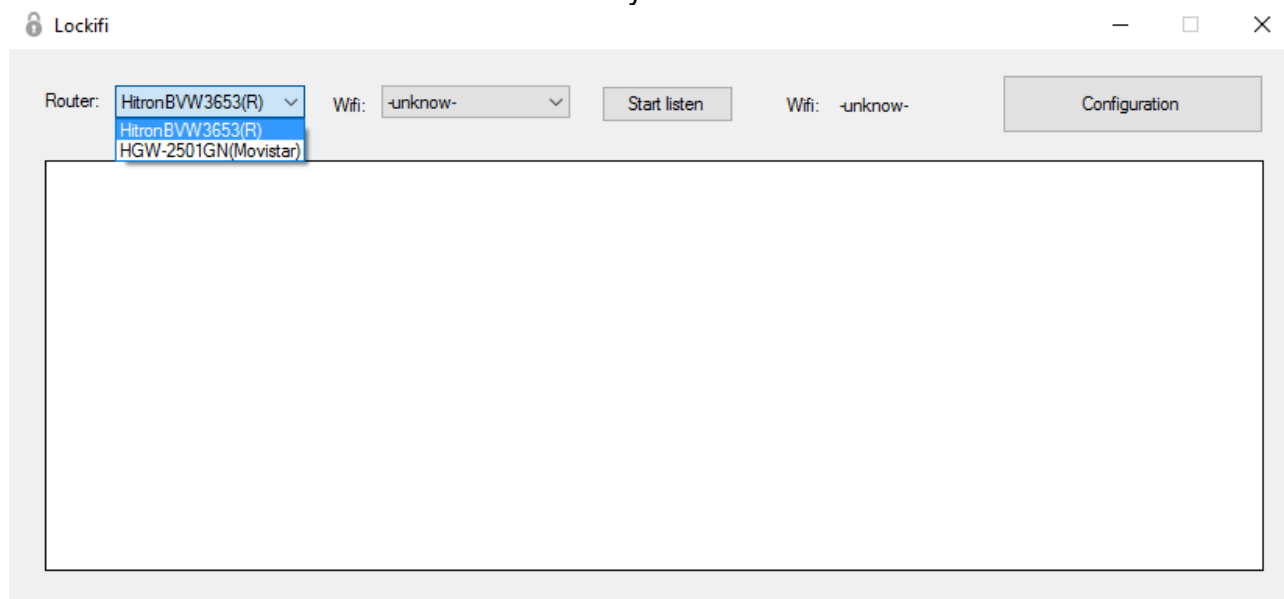 Lockifi
Router: HitronBVW3653(R) Wifi: -unknow- Start listen Wifi: -unknow- Configuration
HitronBVW3653(R)
HGW-2501GN(Movistar)